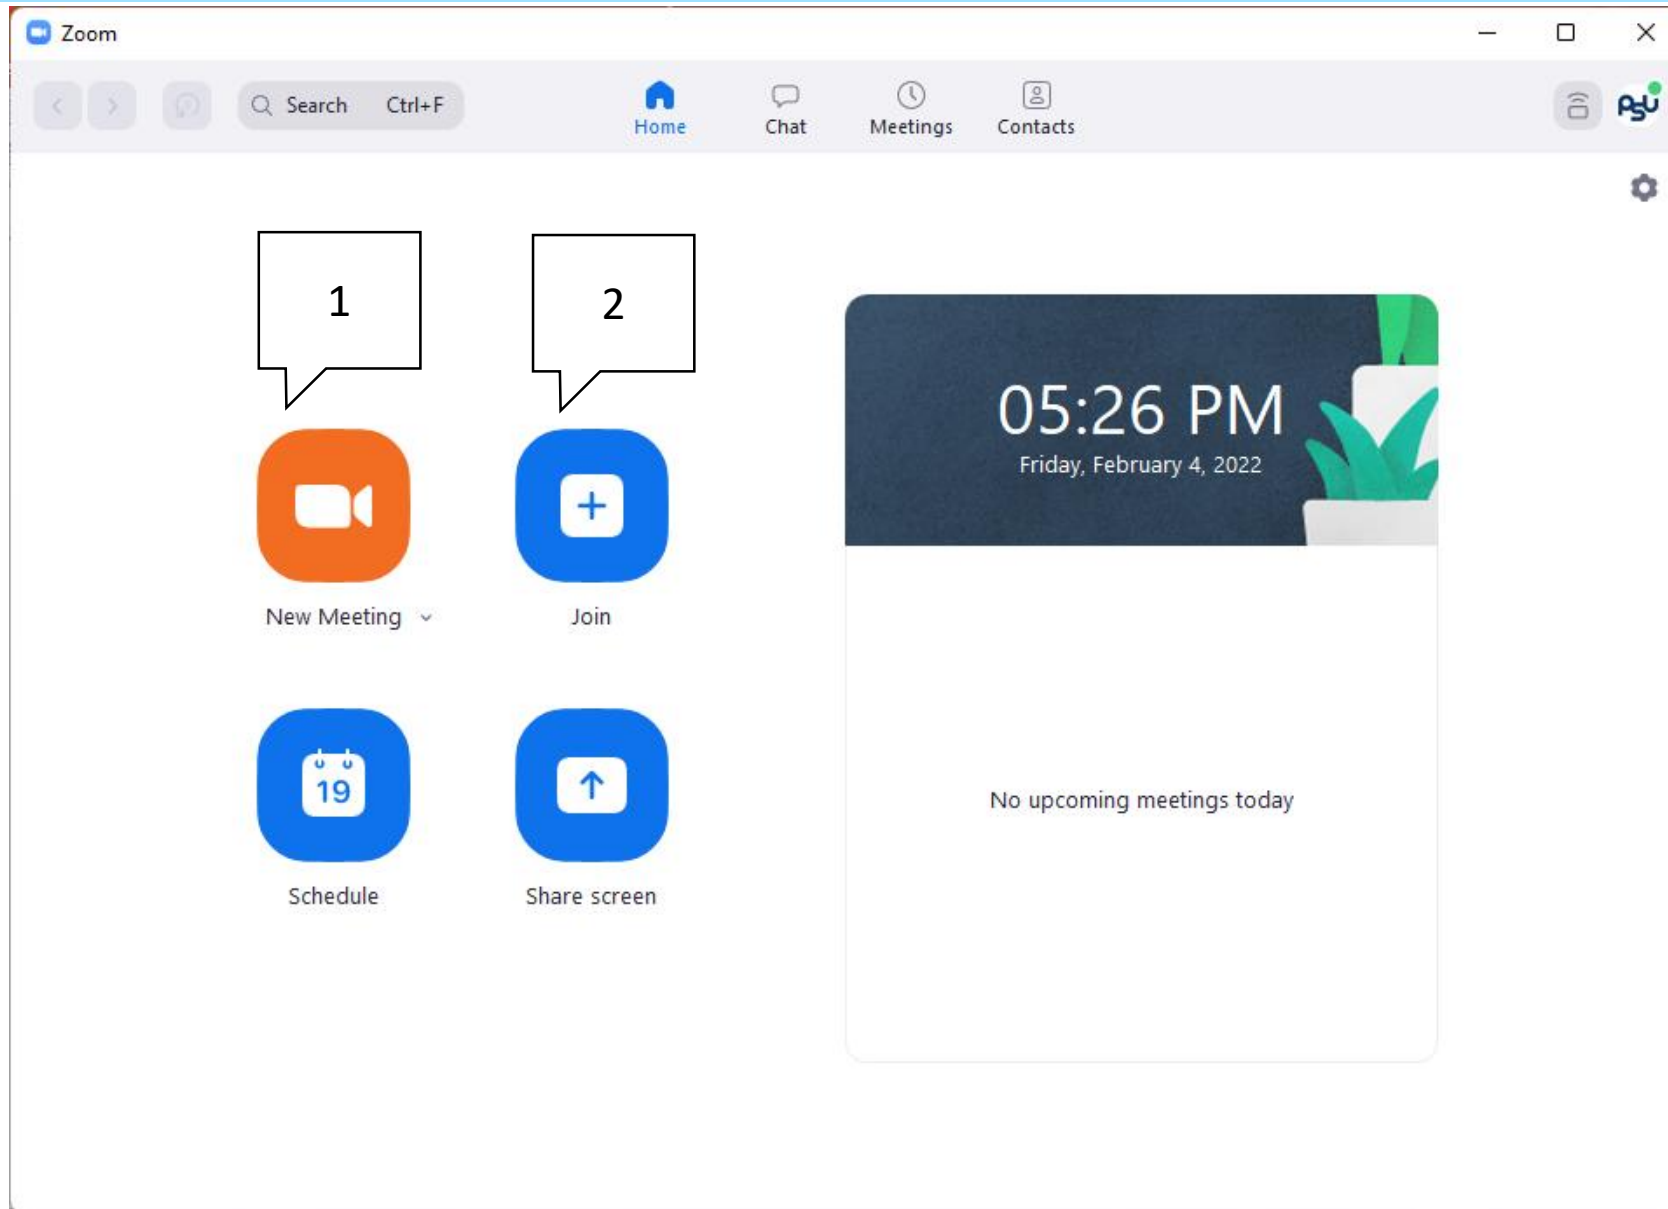 Zoom
Search Ctrl+F
Home
Chat
Meetings
Contacts
PSU
1
2
05:26 PM
Friday, February 4, 2022
New Meeting
Join
19
Schedule
Share screen
No upcoming meetings today